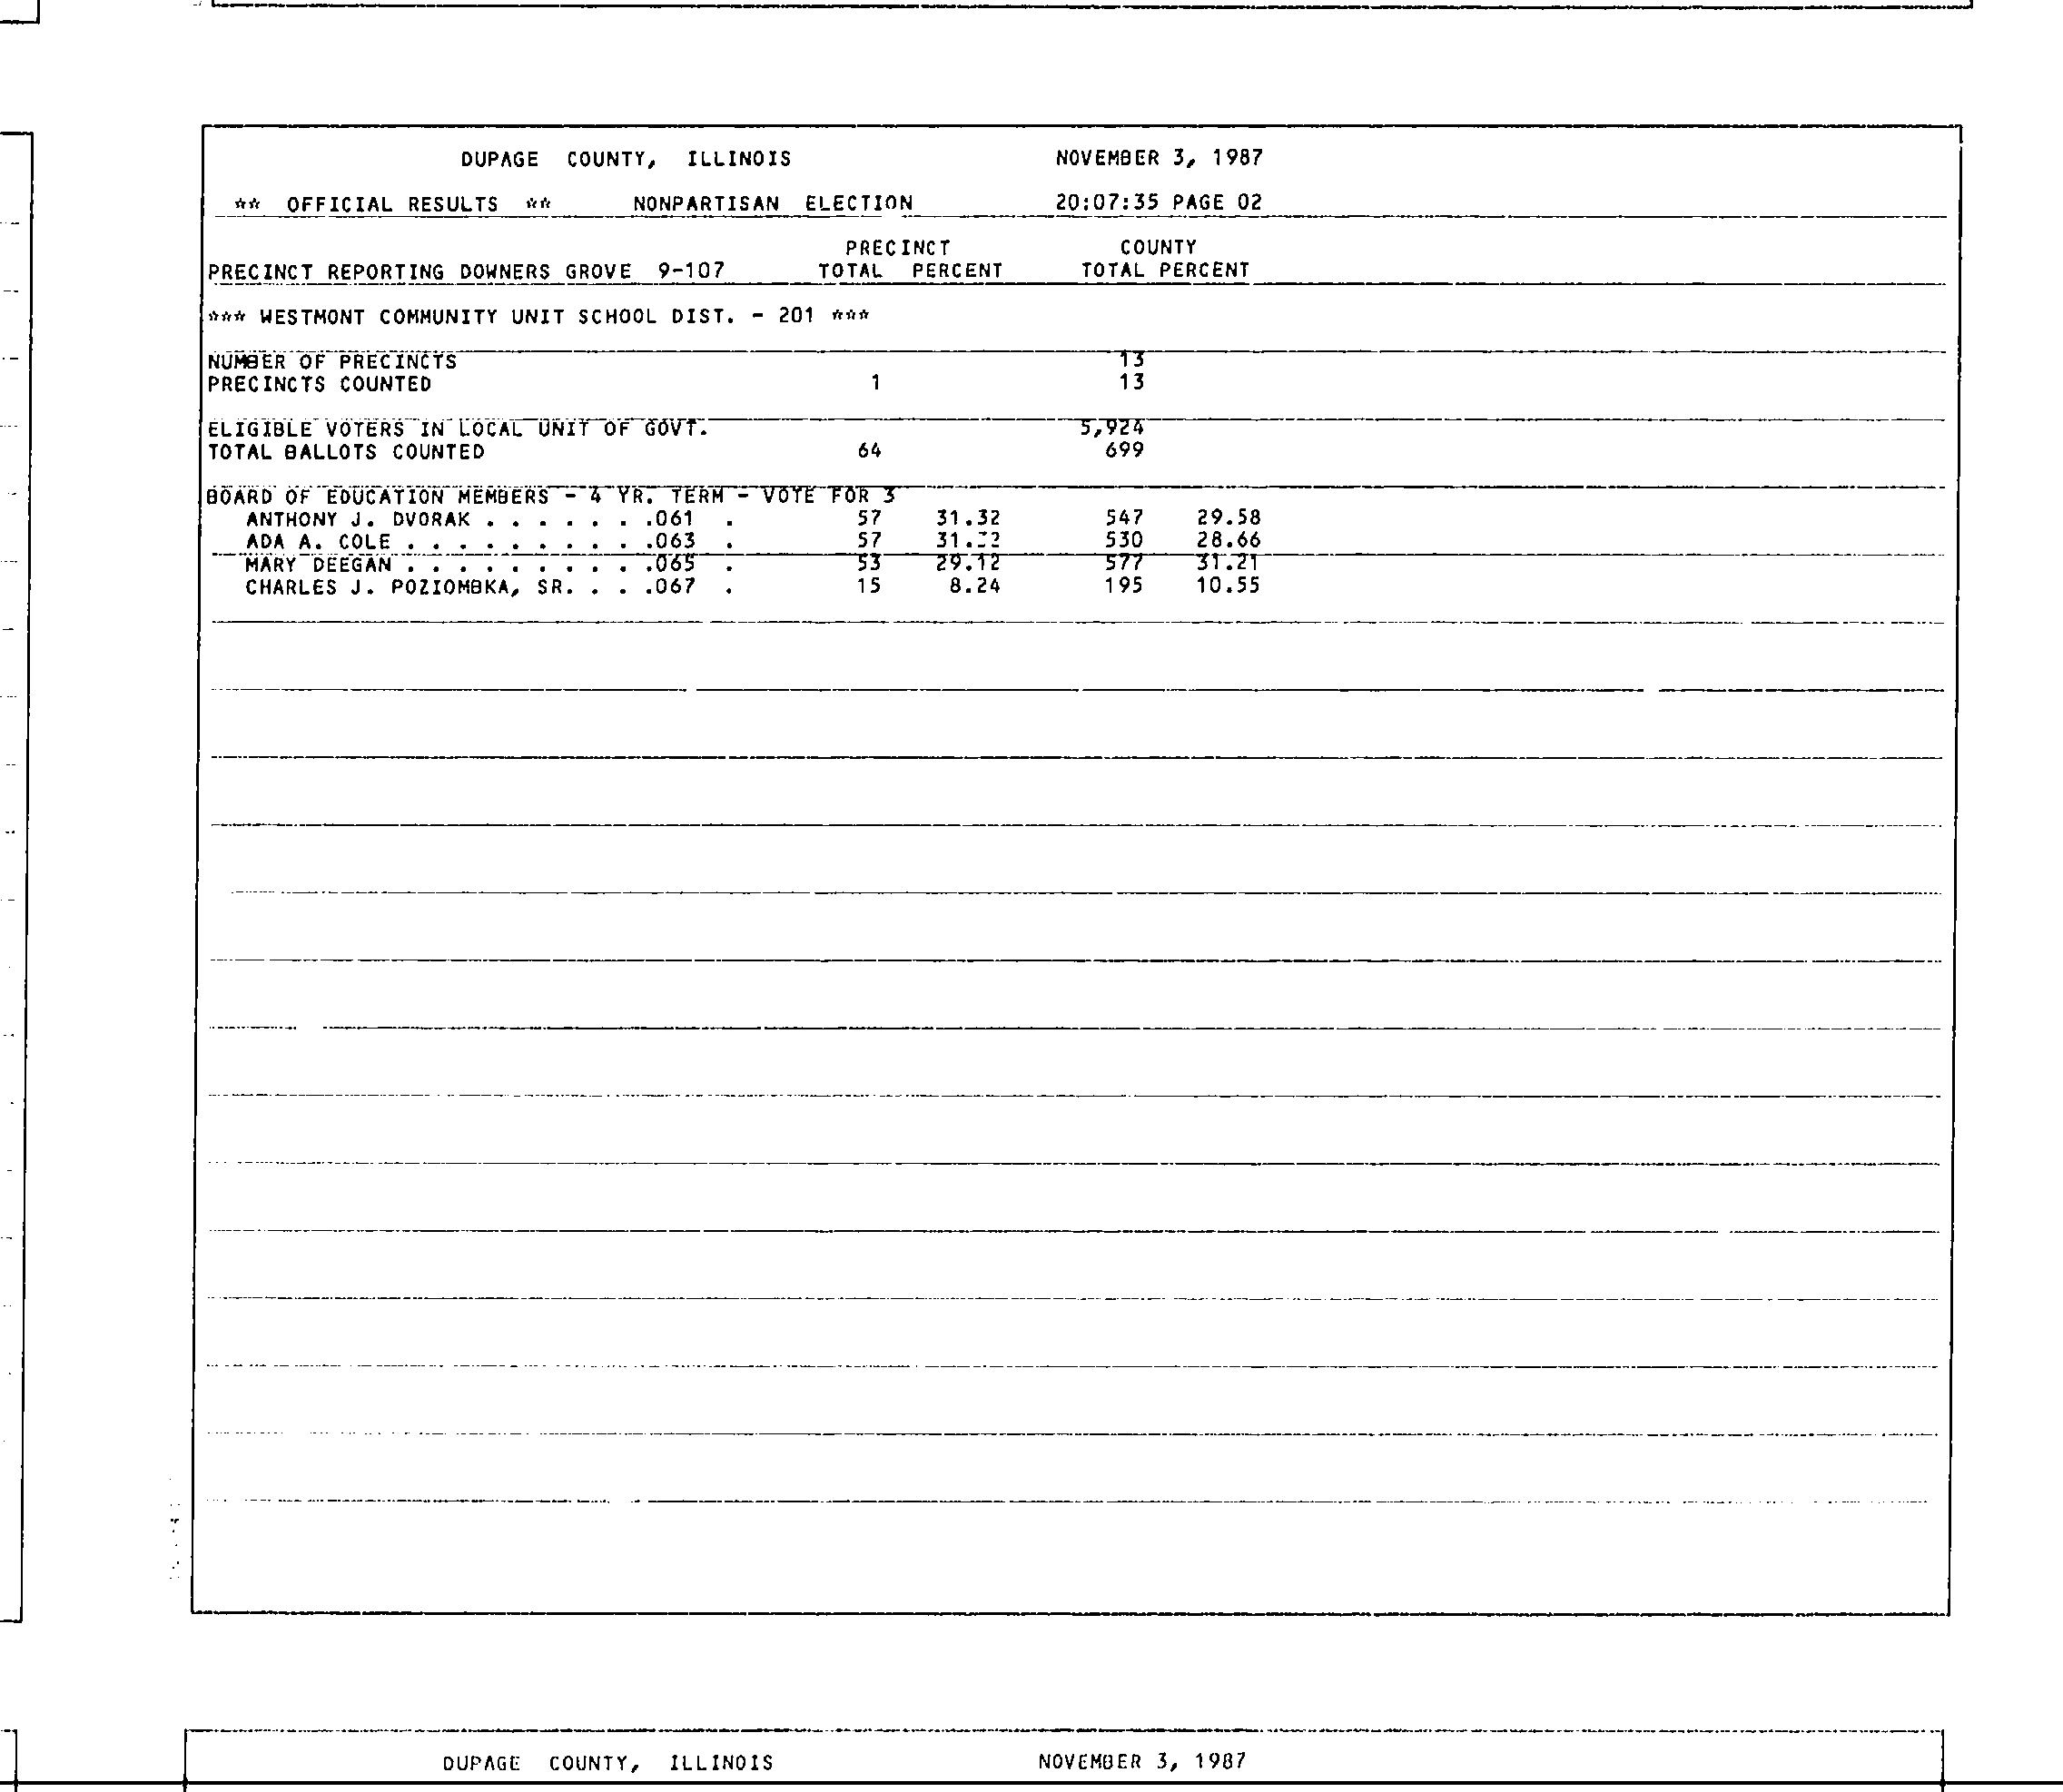 DUPAGE COUNTY, ILLINOIS NOVEMBER 3, 1987
** OFFICIAL RESULTS ** NONPARTISAN ELECTION 20:07:35 PAGE 02
PRECINCT COUNTY
PRECINCT REPORTING DOWNERS GROVE 9-107 TOTAL PERCENT TOTAL PERCENT
*** WESTMONT COMMUNITY UNIT SCHOOL DIST. - 201 ***
NUMBER OF PRECINCTS 13
PRECINCTS COUNTED 1 13
ELIGIBLE VOTERS IN LOCAL UNIT OF GOVT. 5,924
TOTAL BALLOTS COUNTED 64 699
BOARD OF EDUCATION MEMBERS - 4 YR. TERM - VOTE FOR 3
ANTHONY J. DVORAK . . . . . . .061 . 57 31.32 547 29.58
ADA A. COLE . . . . . . . . . .063 . 57 530 28.66
MARY DEEGAN . . . . . . . . . .065 . 53 29.12 577 31.21
CHARLES J. POZIOMBKA, SR. . . .067 . 15 8.24 195 10.55
DUPAGE COUNTY, ILLINOIS NOVEMBER 3, 1987